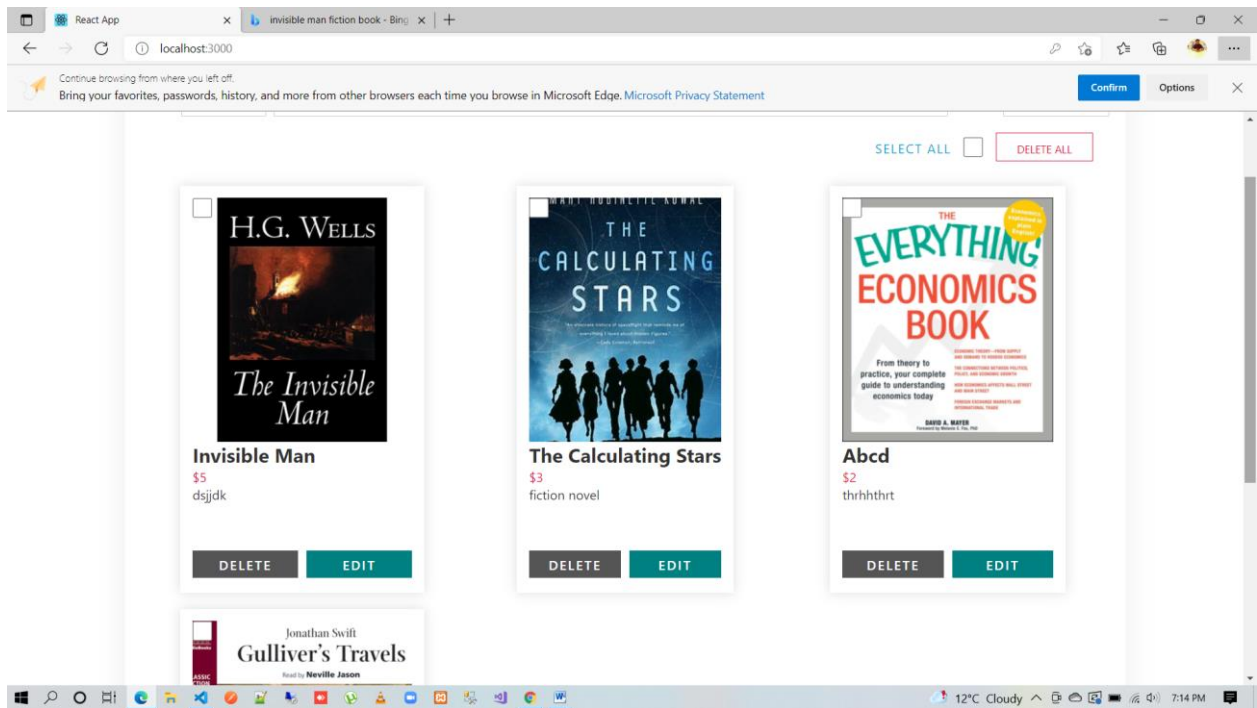 React App
invisible man fiction book - Bing
localhost:3000
Continue browsing from where you left off.
Bring your favorites, passwords, history, and more from other browsers each time you browse in Microsoft Edge. Microsoft Privacy Statement
Confirm
Options
SELECT ALL
DELETE ALL
H.G. WELLS
The Invisible
Man
Invisible Man
$5
dsjjdk
DELETE EDIT
MARY ROBINETTE KOWAL
THE
CALCULATING
STARS
The Calculating Stars
$3
fiction novel
DELETE EDIT
THE
EVERYTHING
ECONOMICS
BOOK
From theory to
practice, your complete
guide to understanding
economics today
DAVID A. MAYER
Abcd
$2
thrhhthrt
DELETE EDIT
Jonathan Swift
Gulliver's Travels
Read by Neville Jason
12°C Cloudy
7:14 PM